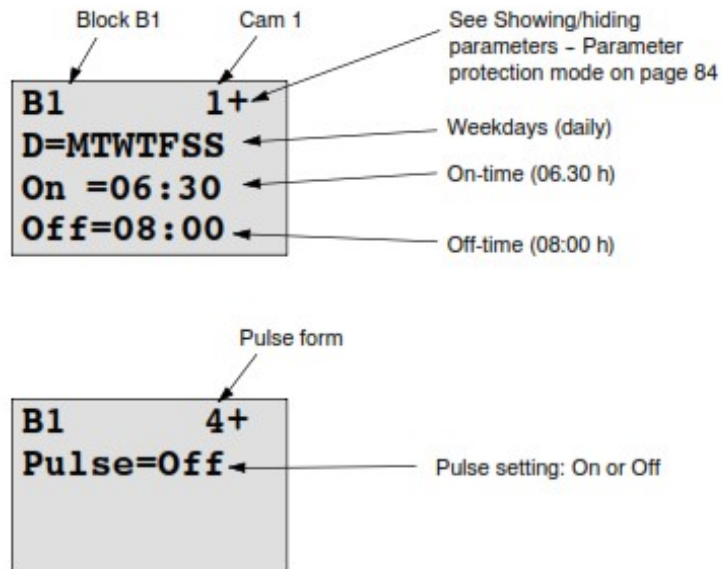 Block B1
Cam 1
See Showing/hiding
parameters - Parameter
protection mode on page 84
B1 1+
D=MTWTFSS
Weekdays (daily)
On =06:30
On-time (06.30 h)
Off=08:00
Off-time (08:00 h)
Pulse form
B1 4+
Pulse=Off
Pulse setting: On or Off